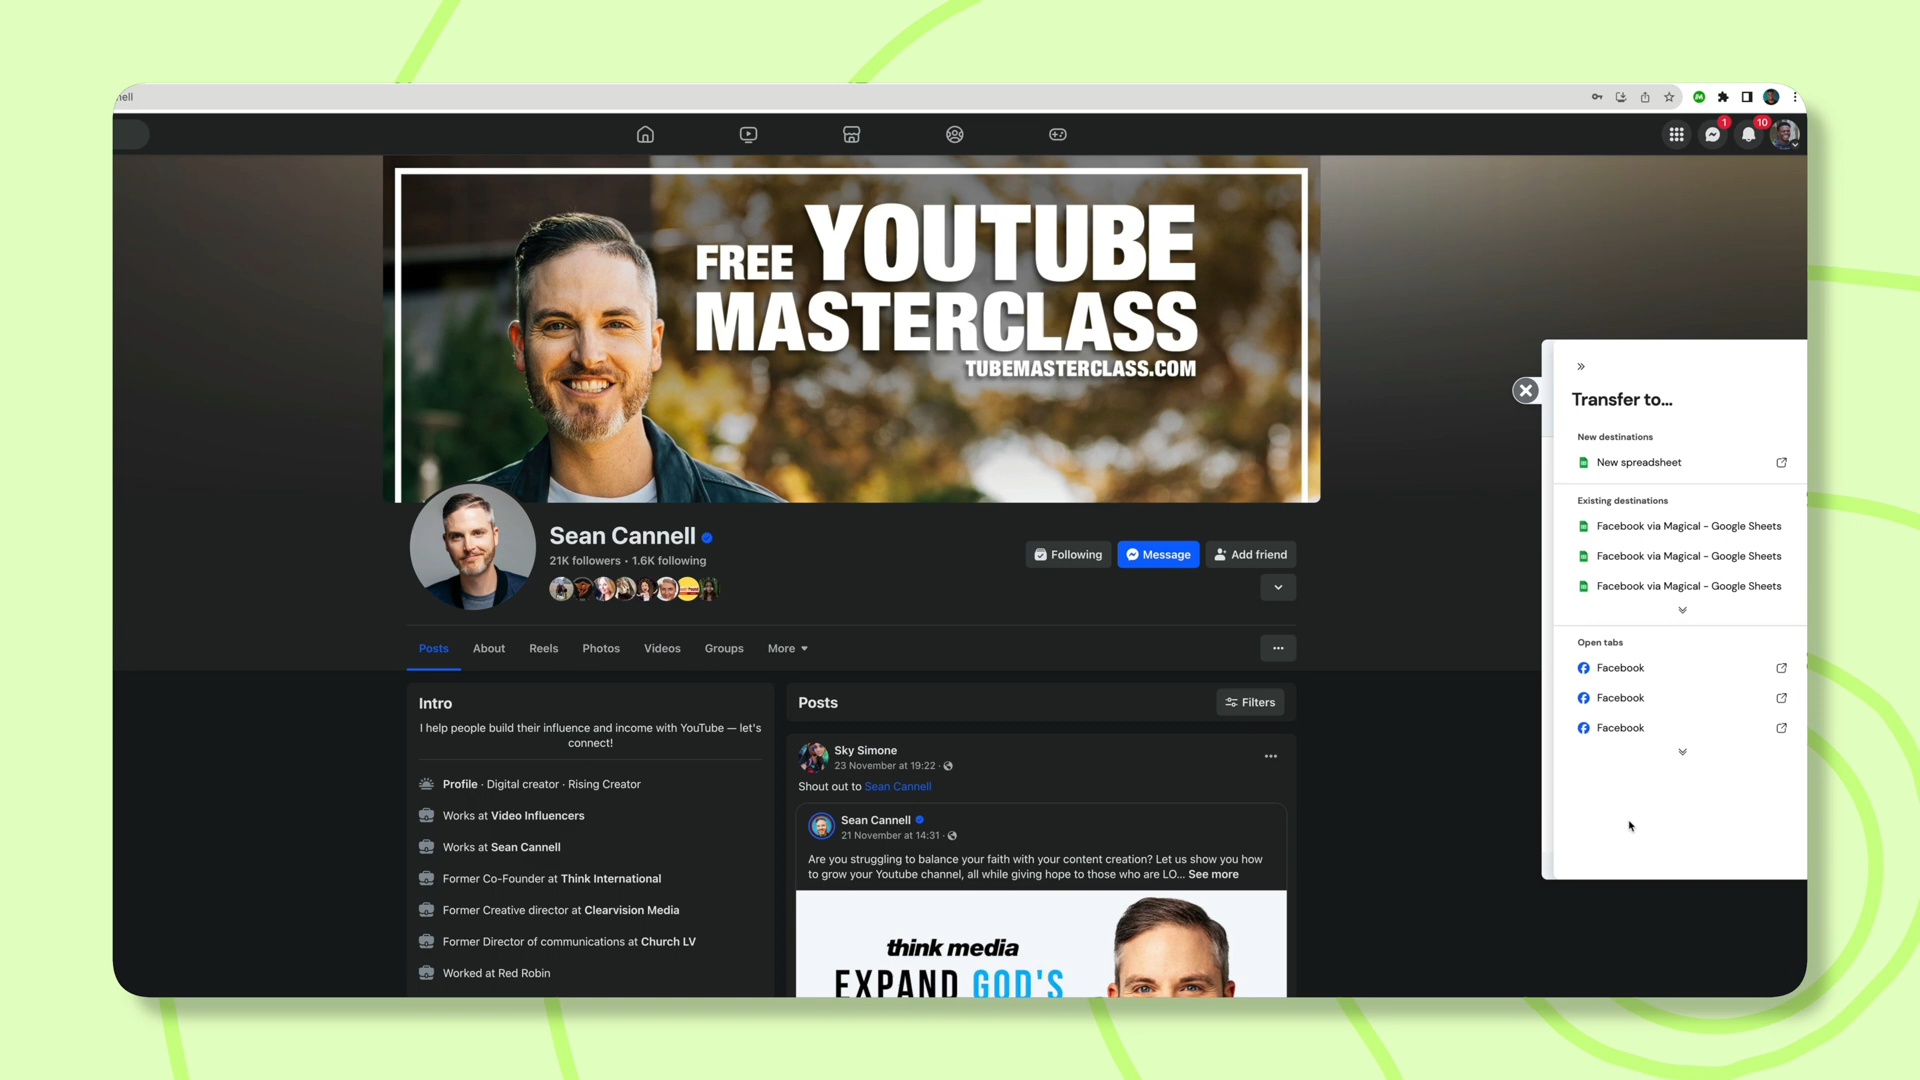 nell
1
10
FREE YOUTUBE
MASTERCLASS
TUBEMASTERCLASS.COM
Sean Cannell
21K followers • 1.6K following
Following
Message
Add friend
Posts
About
Reels
Photos
Videos
Groups
More
Intro
I help people build their influence and income with YouTube — let's
connect!
Profile · Digital creator · Rising Creator
Works at Video Influencers
Works at Sean Cannell
Former Co-Founder at Think International
Former Creative director at Clearvision Media
Former Director of communications at Church LV
Worked at Red Robin
Posts
Filters
Sky Simone
23 November at 19:22 ·
Shout out to Sean Cannell
Sean Cannell
21 November at 14:31 ·
Are you struggling to balance your faith with your content creation? Let us show you how
to grow your Youtube channel, all while giving hope to those who are LO... See more
think media
EXPAND GOD'S
Transfer to...
New destinations
New spreadsheet
Existing destinations
Facebook via Magical - Google Sheets
Facebook via Magical - Google Sheets
Facebook via Magical - Google Sheets
Open tabs
Facebook
Facebook
Facebook